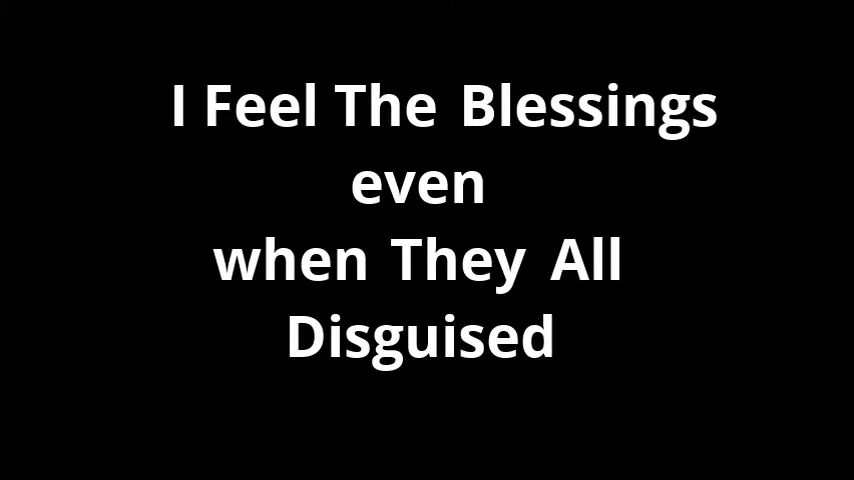 I Feel The Blessings
even
when They All
Disguised